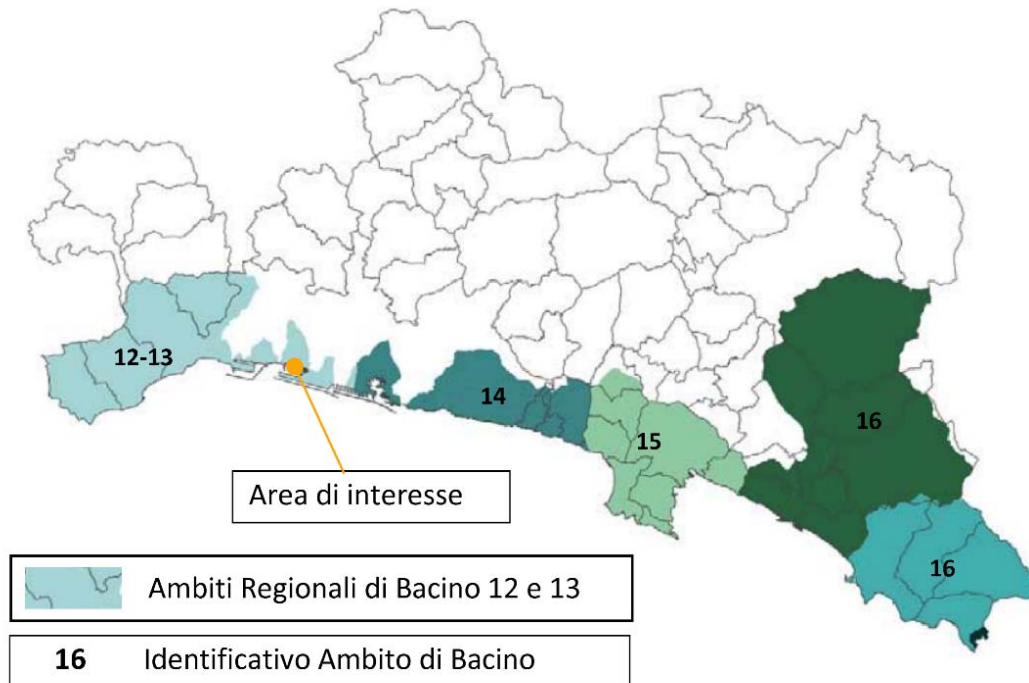 12-13
14
15
16
16
Area di interesse
Ambiti Regionali di Bacino 12 e 13
16 Identificativo Ambito di Bacino